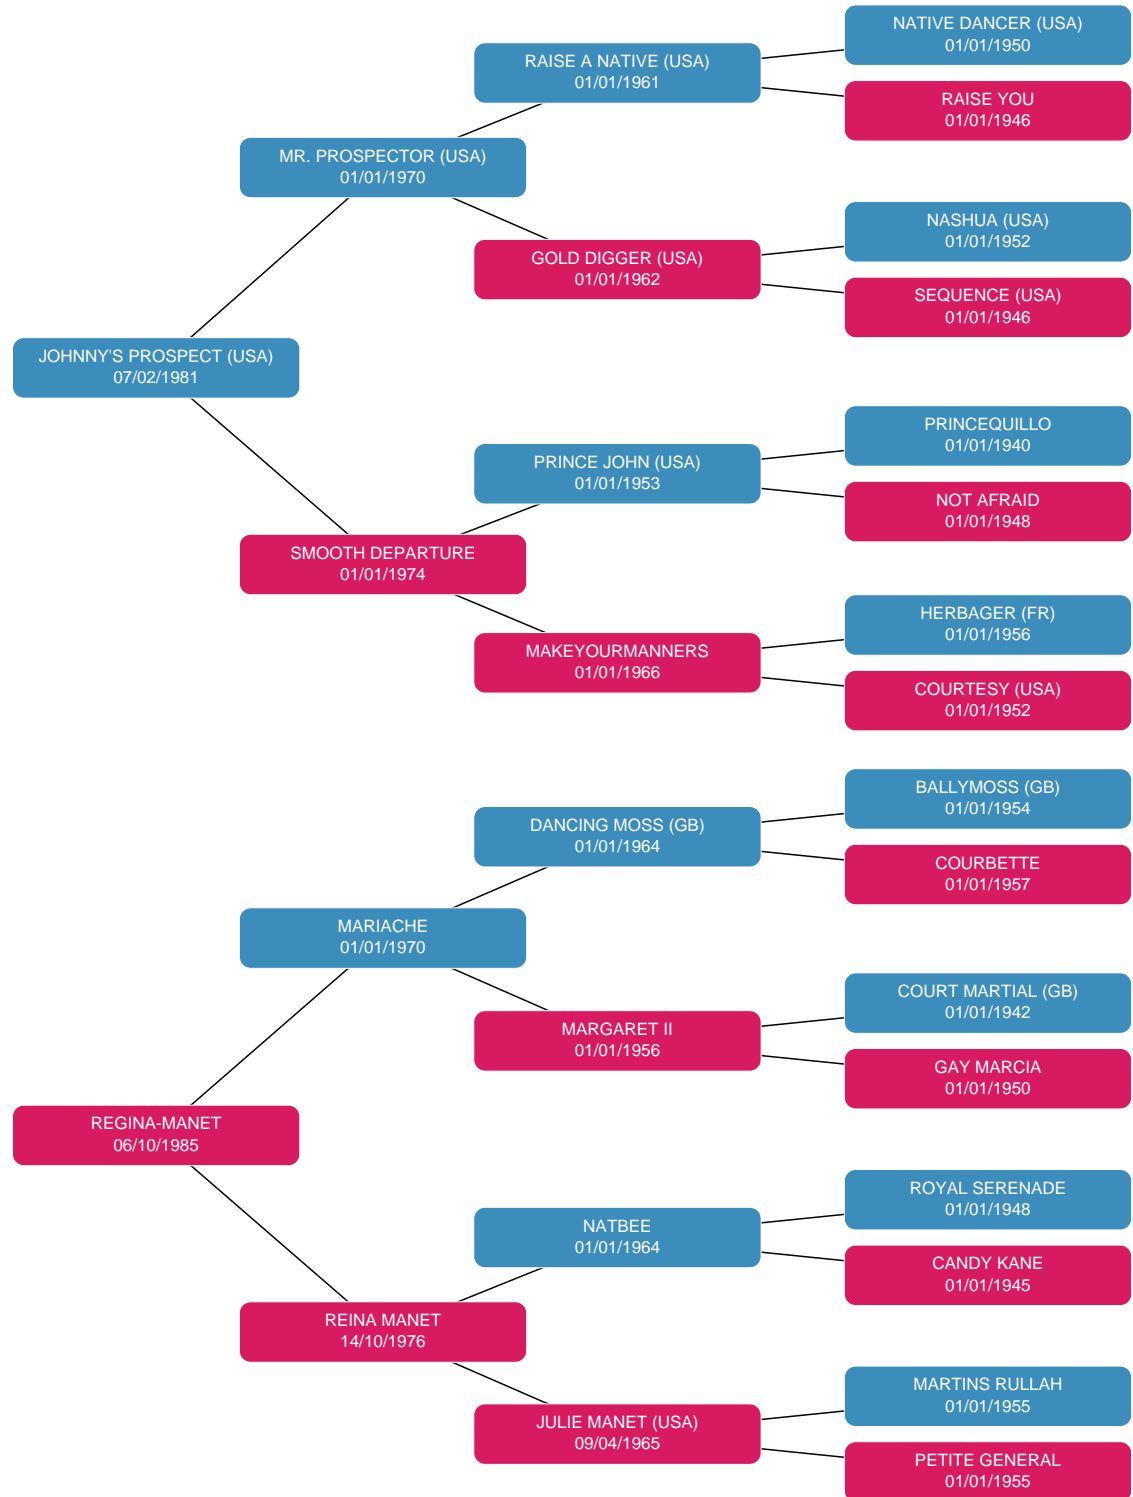 NATIVE DANCER (USA)
01/01/1950
RAISE A NATIVE (USA)
01/01/1961
RAISE YOU
01/01/1946
MR. PROSPECTOR (USA)
01/01/1970
NASHUA (USA)
01/01/1952
GOLD DIGGER (USA)
01/01/1962
SEQUENCE (USA)
01/01/1946
JOHNNY'S PROSPECT (USA)
07/02/1981
PRINCEQUILLO
01/01/1940
PRINCE JOHN (USA)
01/01/1953
NOT AFRAID
01/01/1948
SMOOTH DEPARTURE
01/01/1974
HERBAGER (FR)
01/01/1956
MAKEYOURMANNERS
01/01/1966
COURTESY (USA)
01/01/1952
BALLYMOSS (GB)
01/01/1954
DANCING MOSS (GB)
01/01/1964
COURBETTE
01/01/1957
MARIACHE
01/01/1970
COURT MARTIAL (GB)
01/01/1942
MARGARET II
01/01/1956
GAY MARCIA
01/01/1950
REGINA-MANET
06/10/1985
ROYAL SERENADE
01/01/1948
NATBEE
01/01/1964
CANDY KANE
01/01/1945
REINA MANET
14/10/1976
MARTINS RULLAH
01/01/1955
JULIE MANET (USA)
09/04/1965
PETITE GENERAL
01/01/1955